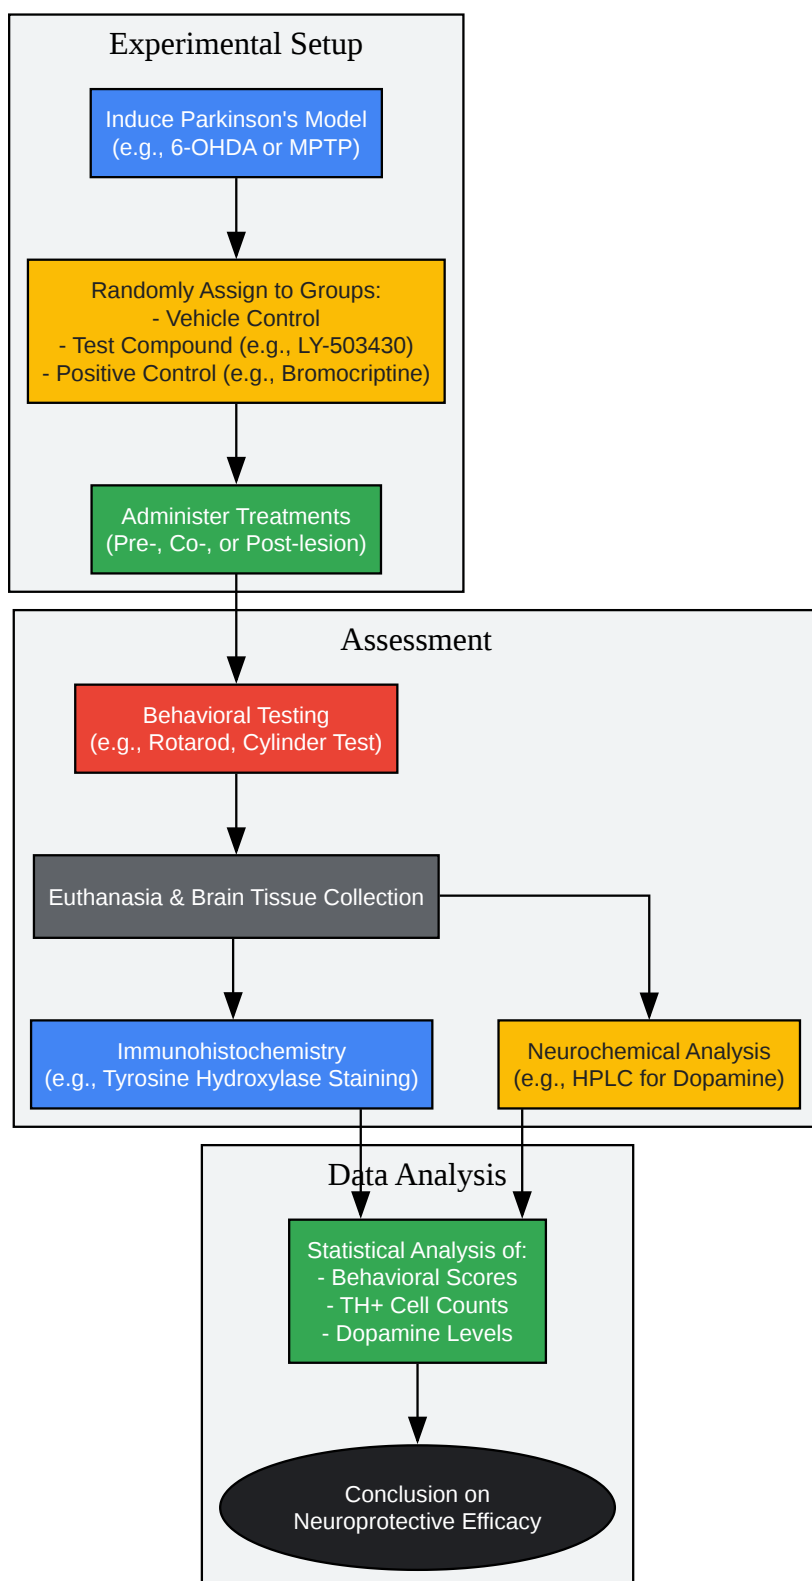 Experimental Setup
Induce Parkinson's Model
(e.g., 6-OHDA or MPTP)
Randomly Assign to Groups:
- Vehicle Control
- Test Compound (e.g., LY-503430)
- Positive Control (e.g., Bromocriptine)
Administer Treatments
(Pre-, Co-, or Post-lesion)
Assessment
Behavioral Testing
(e.g., Rotarod, Cylinder Test)
Euthanasia & Brain Tissue Collection
Immunohistochemistry
(e.g., Tyrosine Hydroxylase Staining)
Neurochemical Analysis
(e.g., HPLC for Dopamine)
Data Analysis
Statistical Analysis of:
- Behavioral Scores
- TH+ Cell Counts
- Dopamine Levels
Conclusion on
Neuroprotective Efficacy